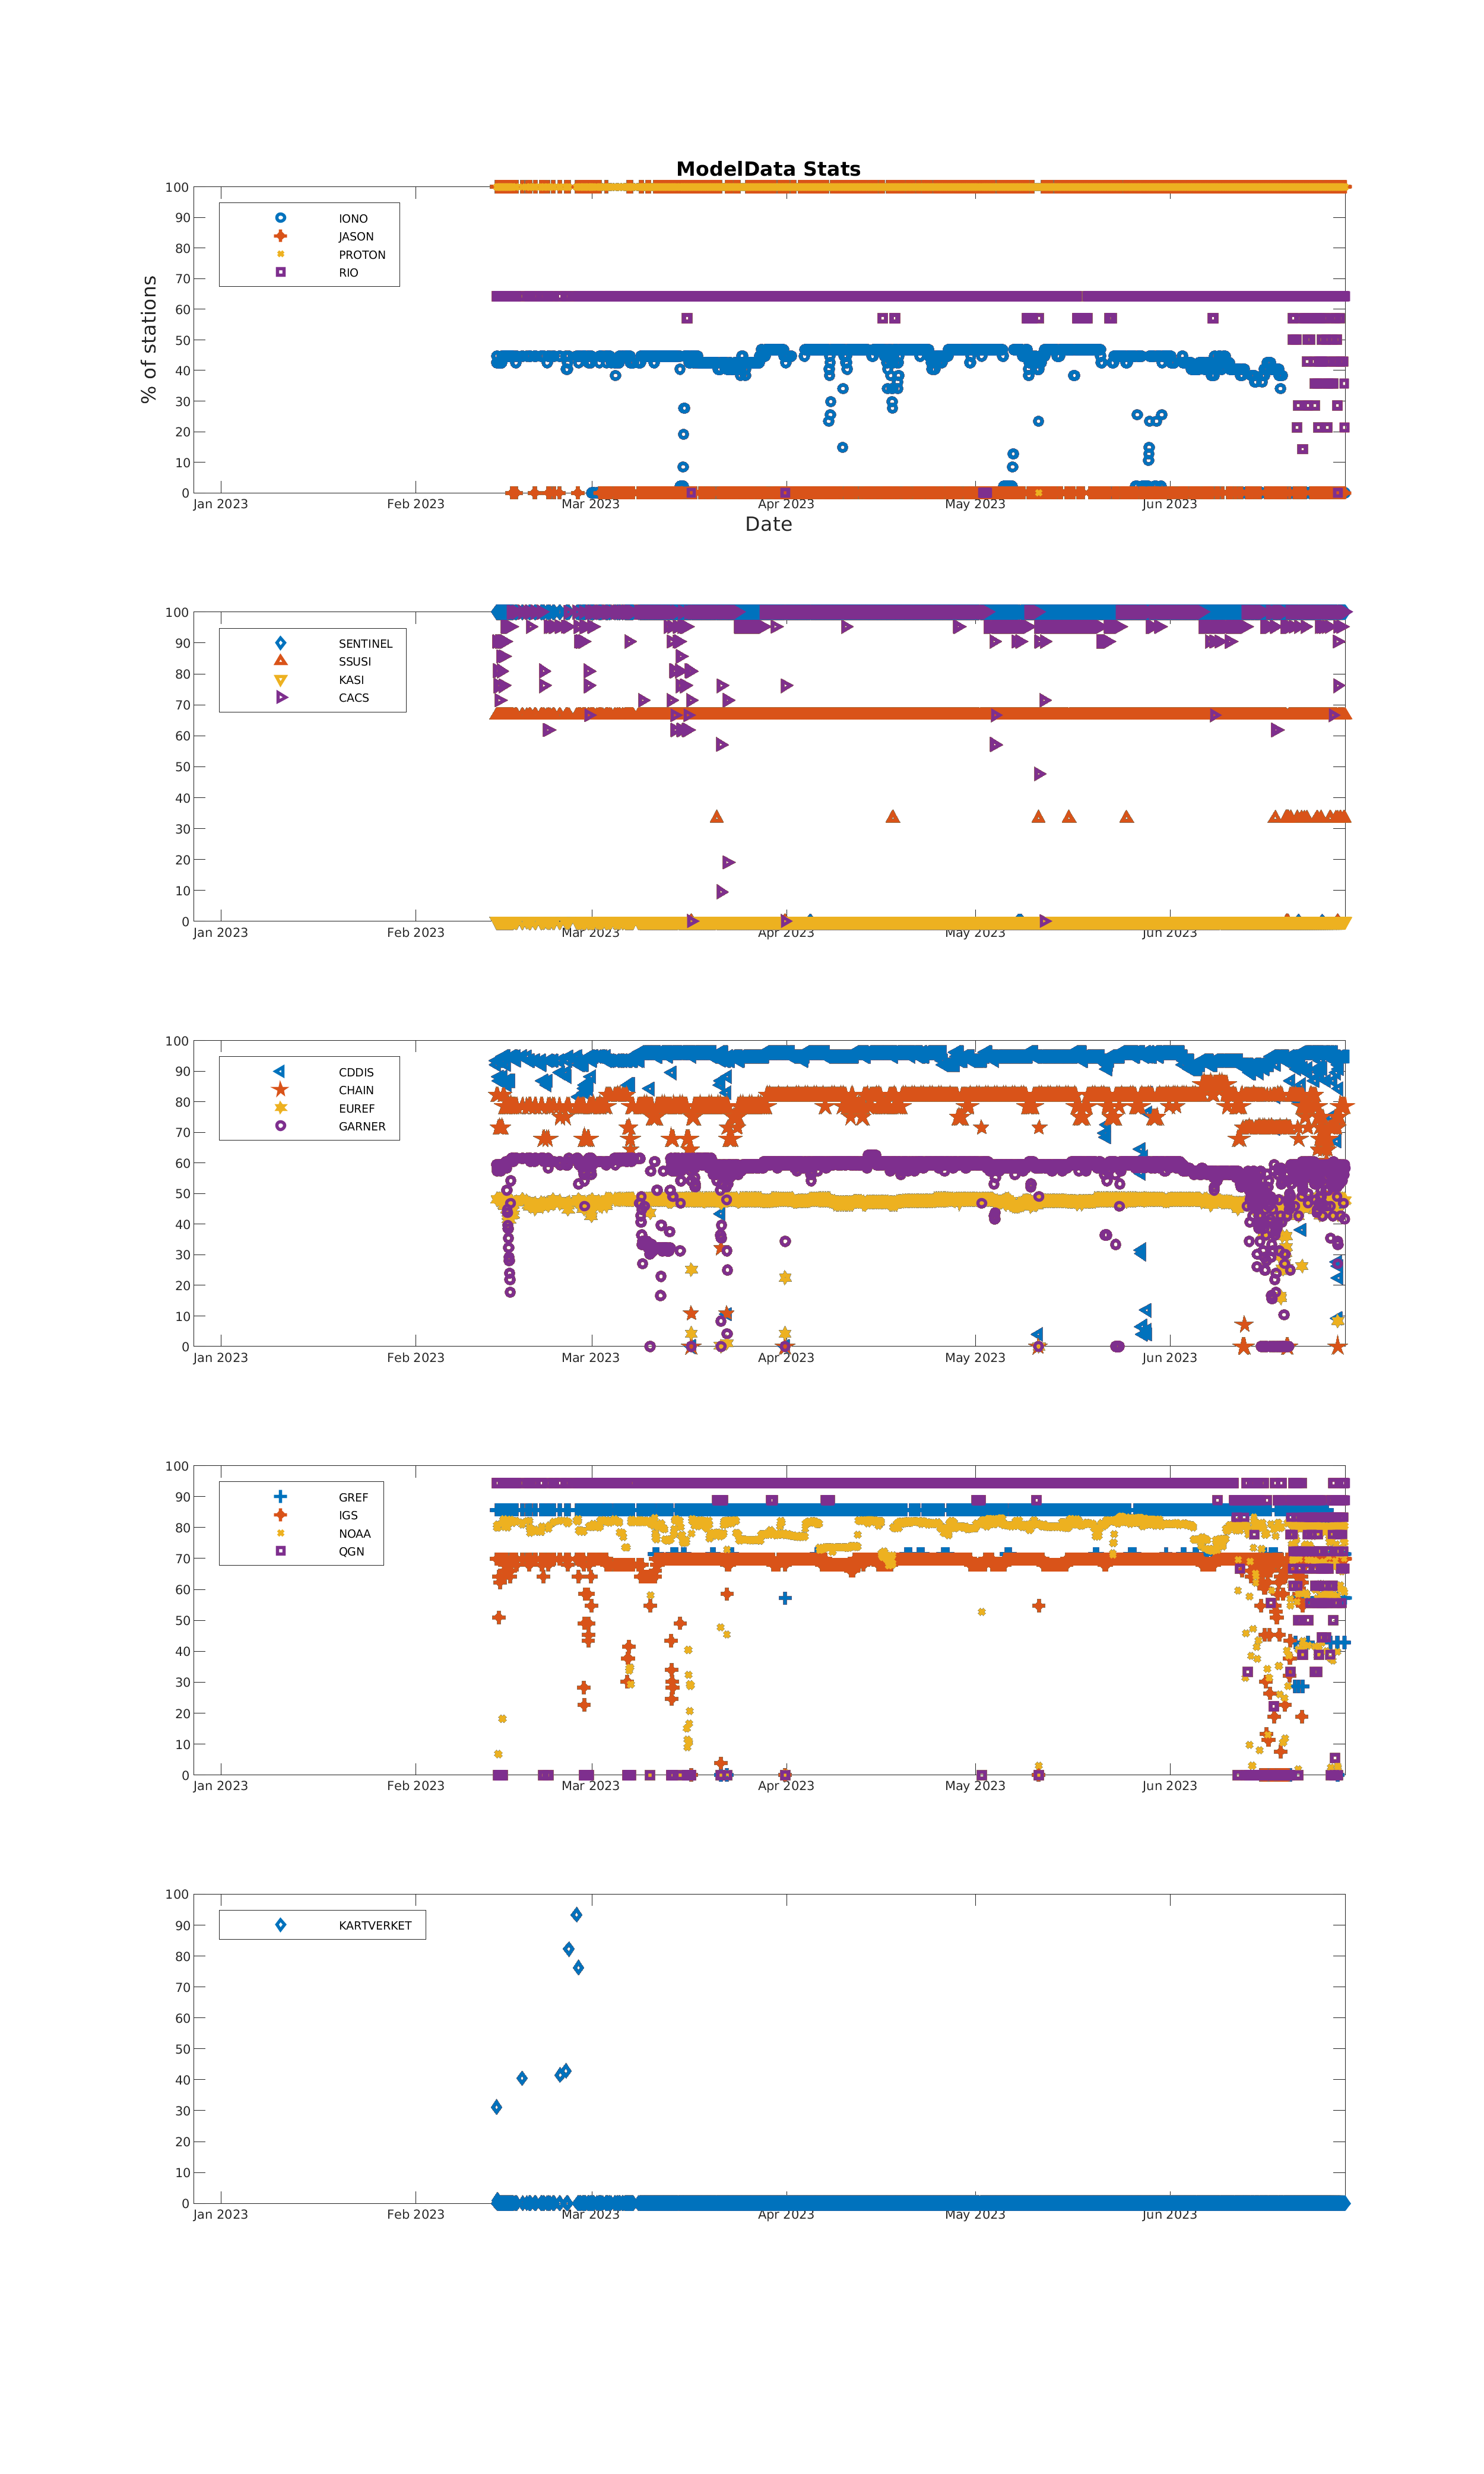 ModelData Stats
100
90
80
70
60
50
40
30
20
10
0
% of stations
IONO
JASON
PROTON
RIO
Jan 2023
Feb 2023
Mar 2023
Apr 2023
May 2023
Jun 2023
Date
100
90
80
70
60
50
40
30
20
10
0
SENTINEL
SSUSI
KASI
CACS
Jan 2023
Feb 2023
Mar 2023
Apr 2023
May 2023
Jun 2023
100
90
80
70
60
50
40
30
20
10
0
CDDIS
CHAIN
EUREF
GARNER
Jan 2023
Feb 2023
Mar 2023
Apr 2023
May 2023
Jun 2023
100
90
80
70
60
50
40
30
20
10
0
GREF
IGS
NOAA
QGN
Jan 2023
Feb 2023
Mar 2023
Apr 2023
May 2023
Jun 2023
100
90
80
70
60
50
40
30
20
10
0
KARTVERKET
Jan 2023
Feb 2023
Mar 2023
Apr 2023
May 2023
Jun 2023